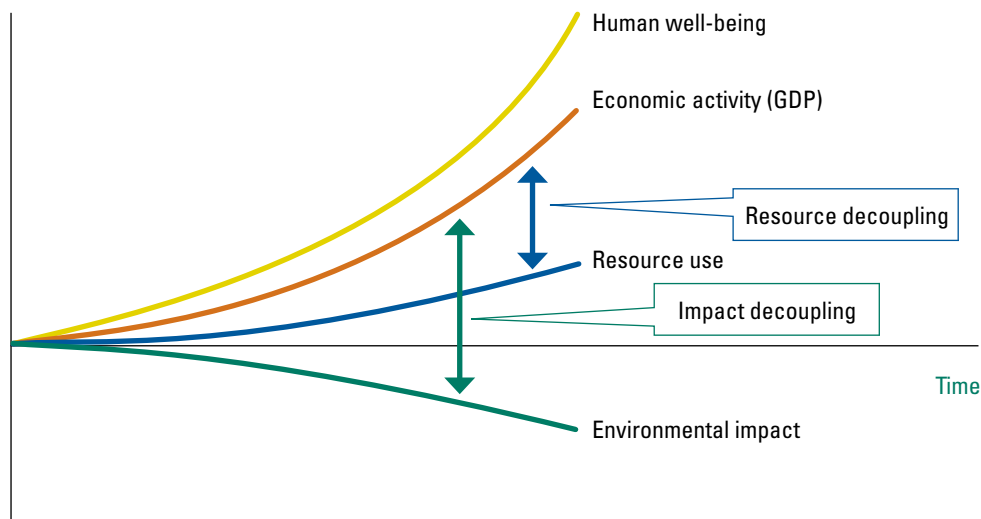 Human well-being
Economic activity (GDP)
Resource decoupling
Resource use
Impact decoupling
Time
Environmental impact